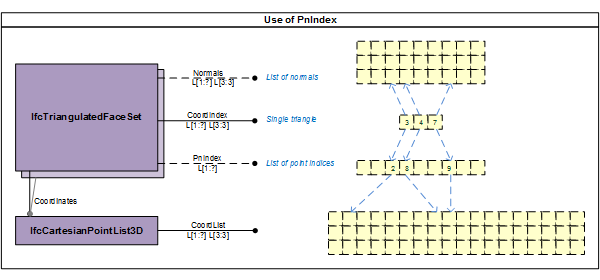 Use of PnIndex
IfcTriangulatedFaceSet
Normals
L[1:?] L[3:3]
List of normals
CoordIndex
L[1:?] L[3:3]
Single triangle
PnIndex
L[1:?]
List of point indices
3 4 7
2 8 9
Coordinates
IfcCartesianPointList3D
CoordList
L[1:?] L[3:3]